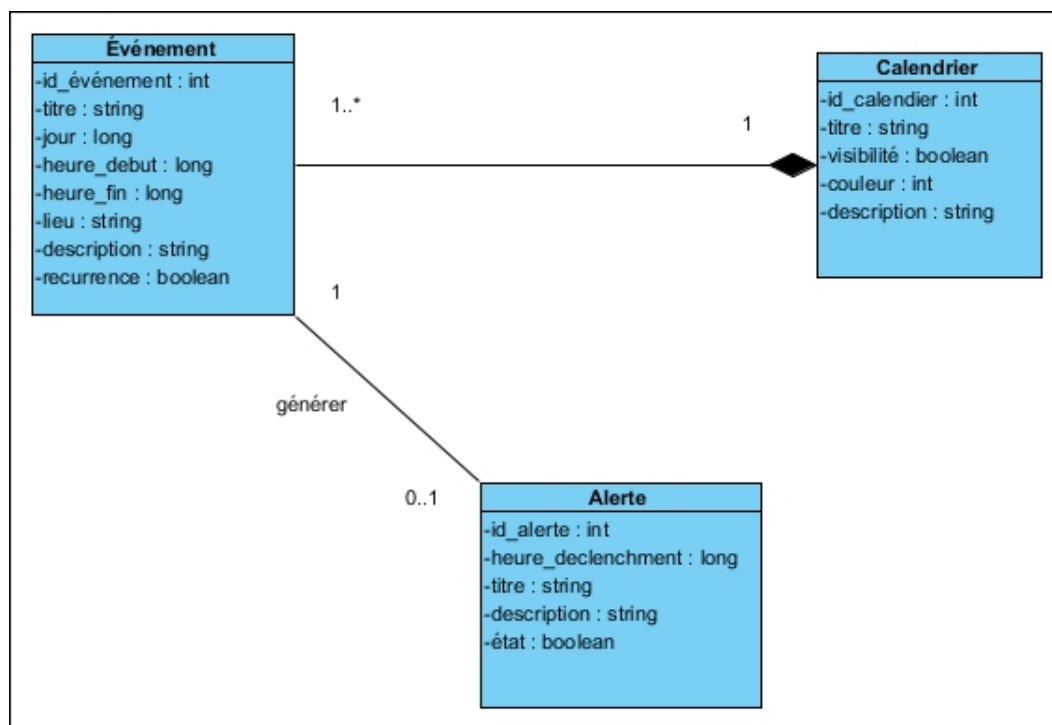 Événement
-id_événement : int
-titre : string
-jour : long
-heure_debut : long
-heure_fin : long
-lieu : string
-description : string
-recurrence : boolean
1..*
1
Calendrier
-id_calendier : int
-titre : string
-visibilité : boolean
-couleur : int
-description : string
1
générer
0..1
Alerte
-id_alerte : int
-heure_declenchment : long
-titre : string
-description : string
-état : boolean